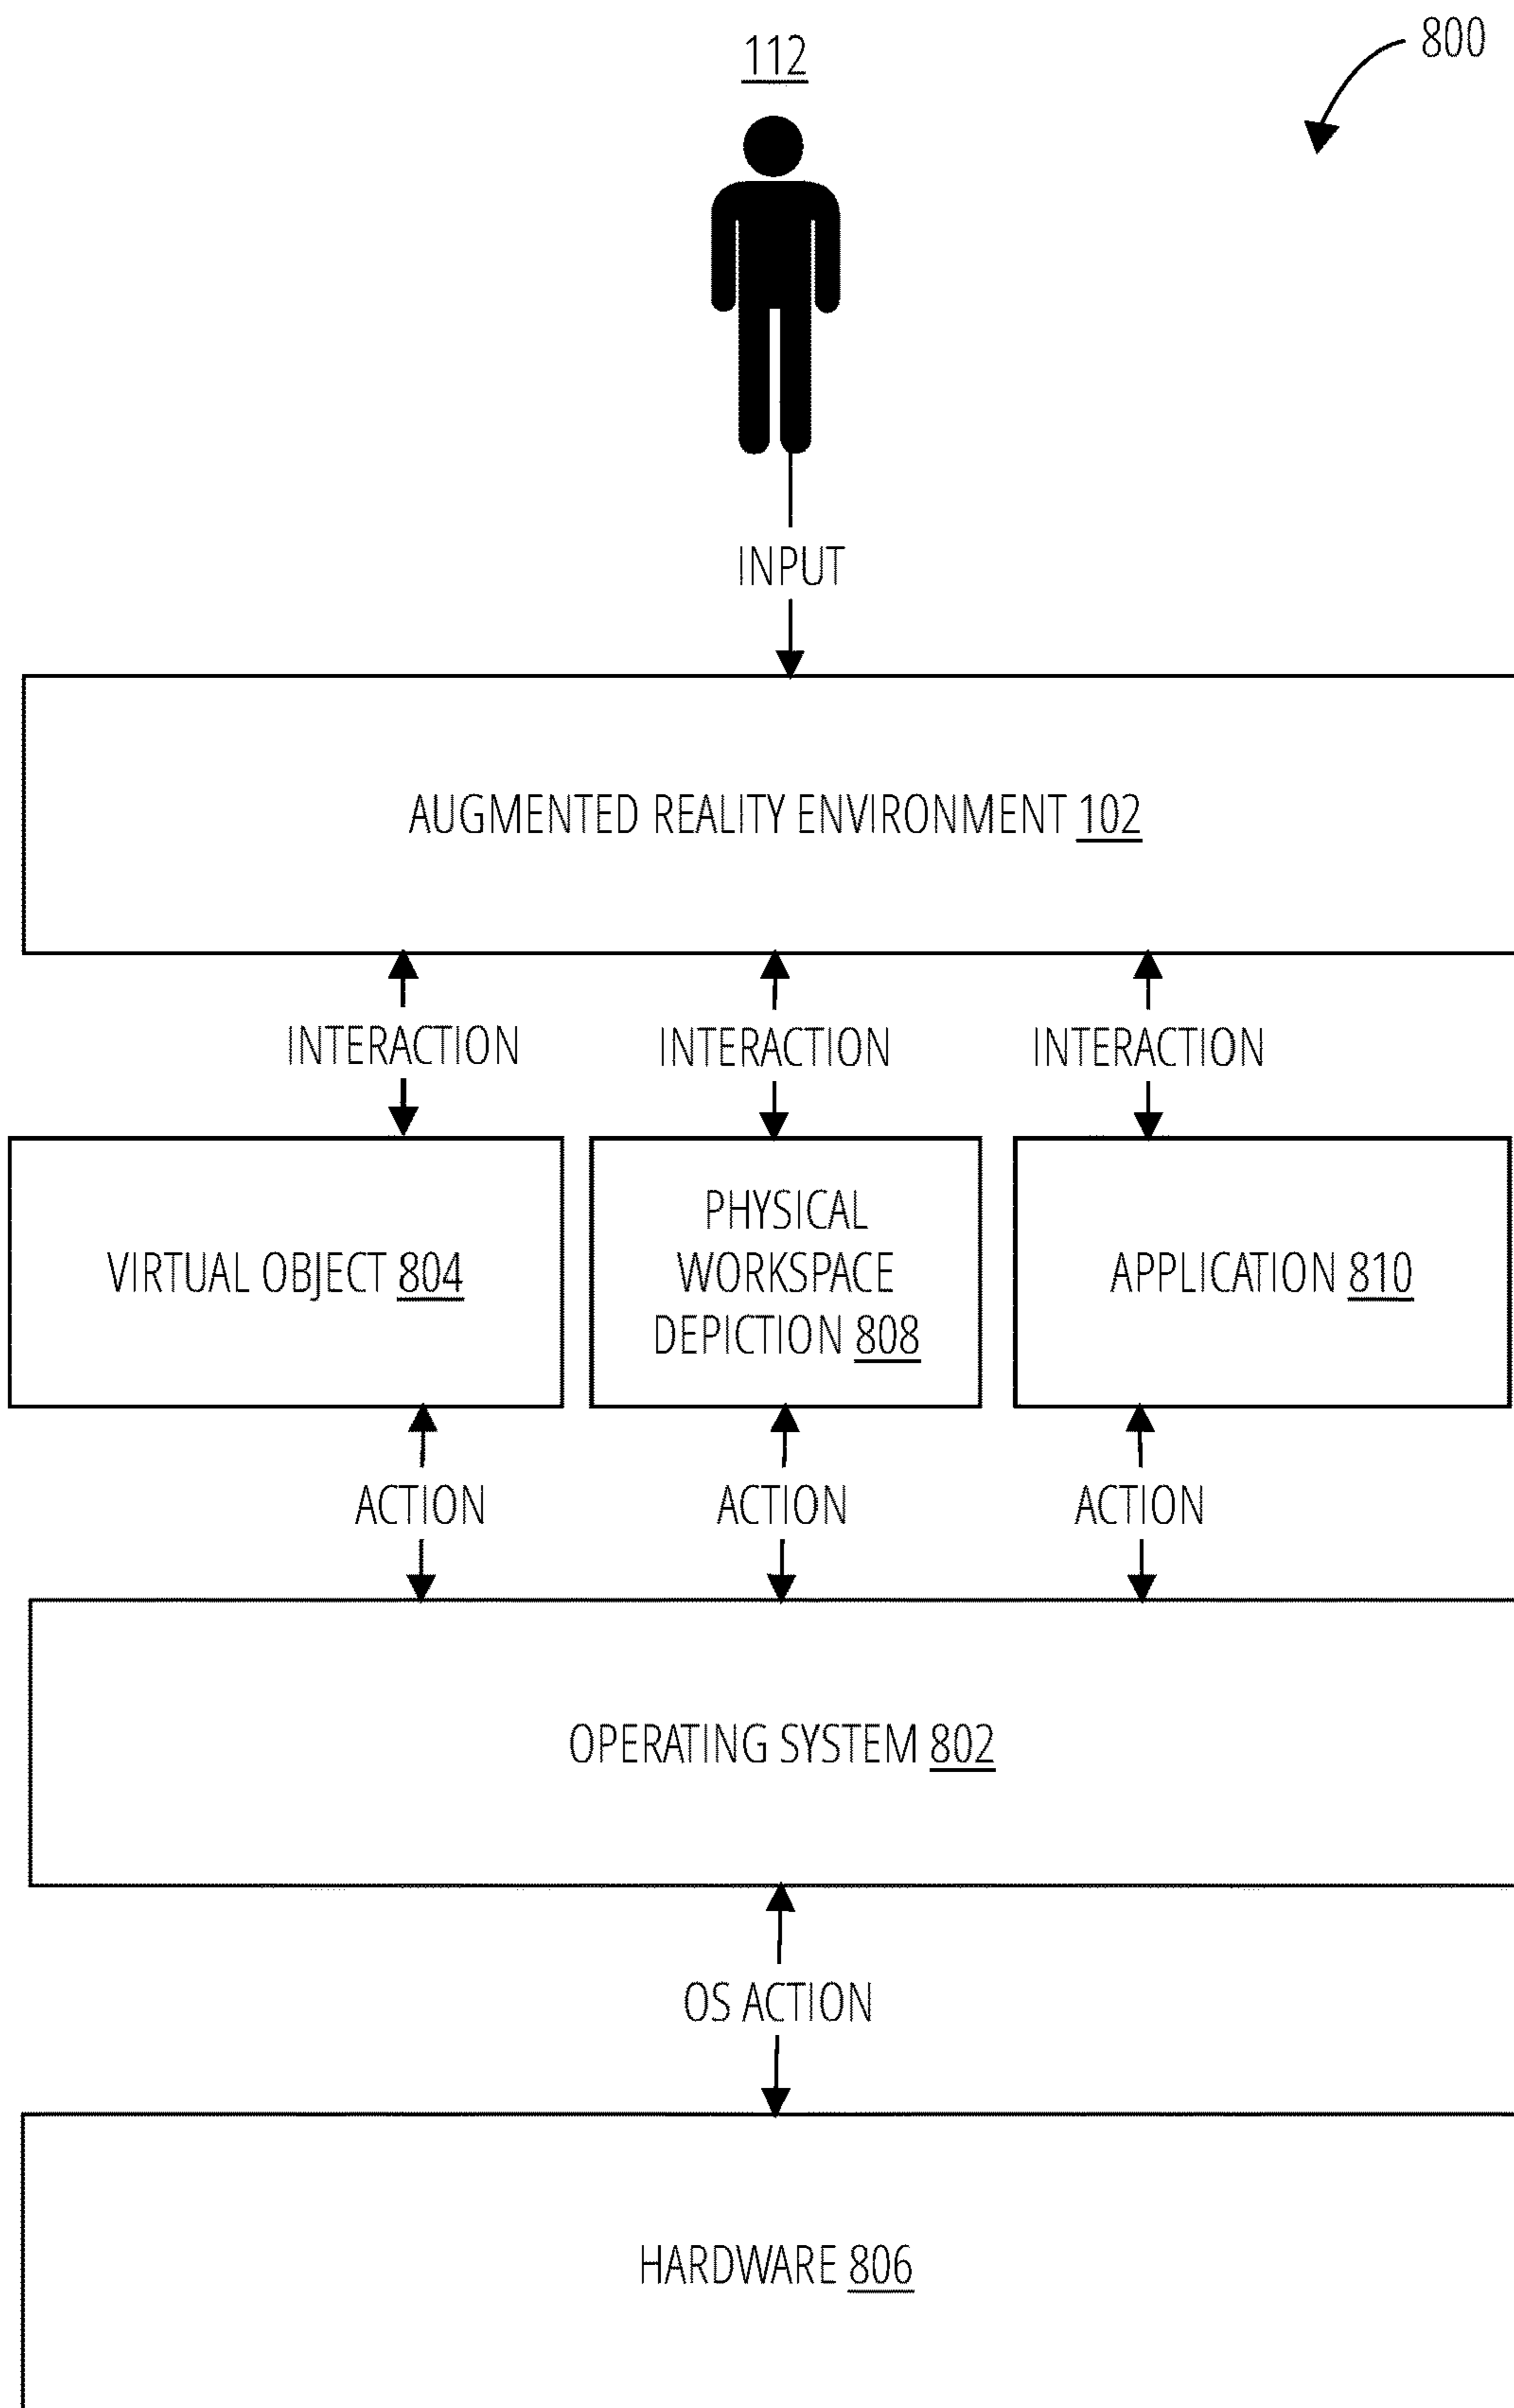 800
112
INPUT
AUGMENTED REALITY ENVIRONMENT 102
INTERACTION INTERACTION INTERACTION
VIRTUAL OBJECT 804
PHYSICAL
WORKSPACE
DEPICTION 808
APPLICATION 810
ACTION ACTION ACTION
OPERATING SYSTEM 802
OS ACTION
HARDWARE 806